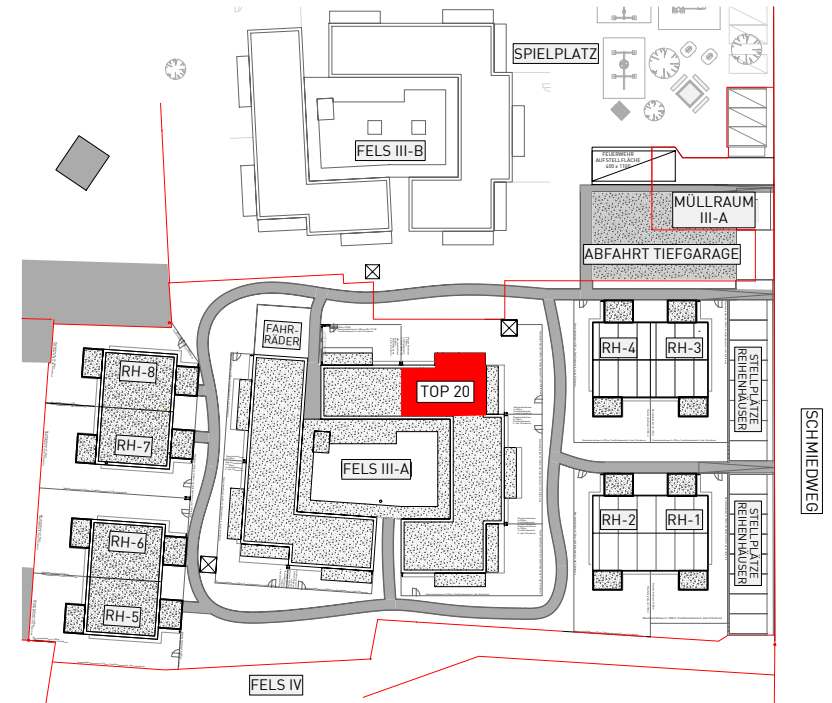 SPIELPLATZ
FELS III-B
FEUERWEHR
AUFSTELLFLÄCHE
600 x 1100
MÜLLRAUM
III-A
ABFAHRT TIEFGARAGE
FAHR-
RÄDER
RH-4
RH-3
RH-8
TOP 20
STELLPLÄTZE
REIHENHÄUSER
RH-7
FELS III-A
SCHMIEDWEG
RH-6
RH-2
RH-1
STELLPLÄTZE
REIHENHÄUSER
RH-5
FELS IV